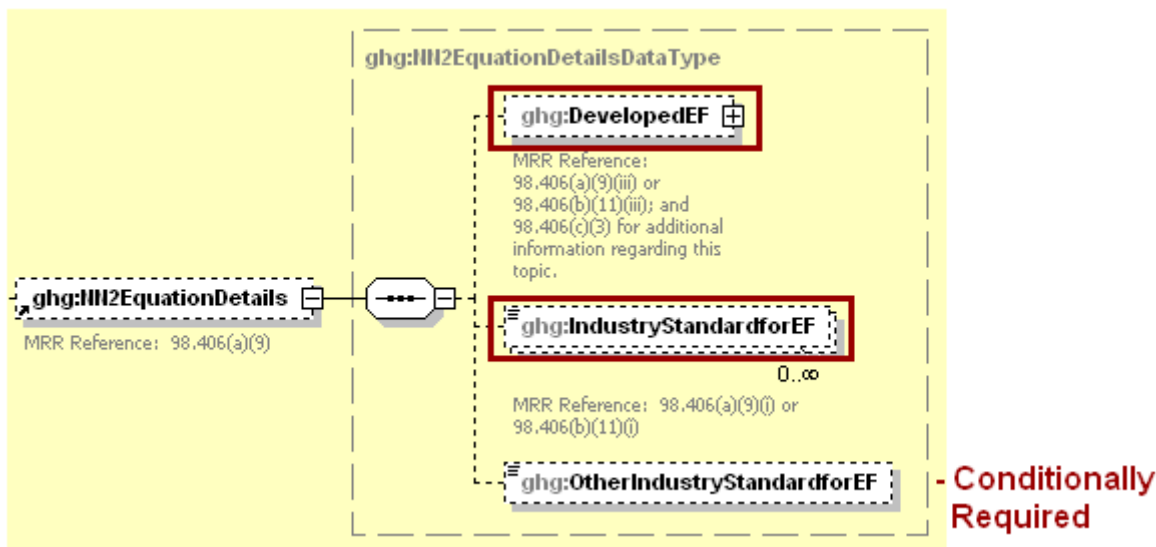 ghg:NN2EquationDetailsDataType
ghg:DevelopedEF
MRR Reference:
98.406(a)(9)(iii) or
98.406(b)(11)(iii); and
98.406(c)(3) for additional
information regarding this
topic.
ghg:NN2EquationDetails
MRR Reference: 98.406(a)(9)
ghg:IndustryStandardforEF
0..∞
MRR Reference: 98.406(a)(9)(i) or
98.406(b)(11)(i)
ghg:OtherIndustryStandardforEF
- Conditionally
Required